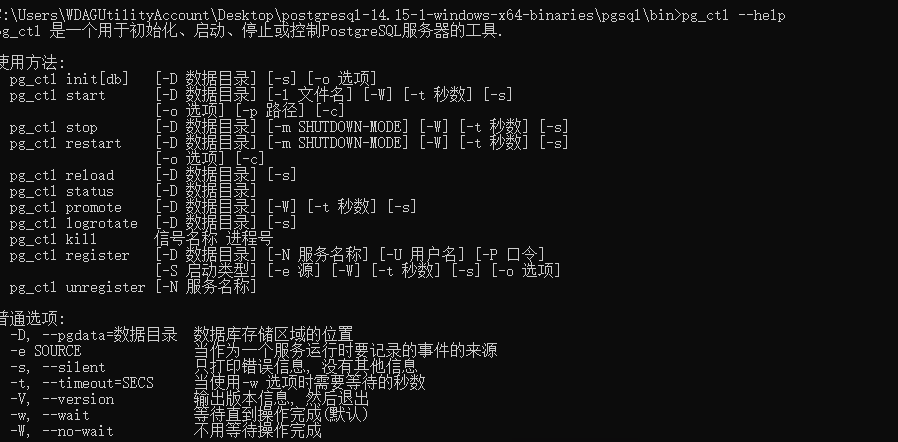 C:\Users\WDAGUtilityAccount\Desktop\postgresql-14.15-1-windows-x64-binaries\pgsql\bin>pg_ctl --help
pg_ctl 是一个用于初始化、启动、停止或控制PostgreSQL服务器的工具.
使用方法:
pg_ctl init[db] [-D 数据目录] [-s] [-o 选项]
pg_ctl start [-D 数据目录] [-l 文件名] [-W] [-t 秒数] [-s]
[-o 选项] [-p 路径] [-c]
pg_ctl stop [-D 数据目录] [-m SHUTDOWN-MODE] [-W] [-t 秒数] [-s]
pg_ctl restart [-D 数据目录] [-m SHUTDOWN-MODE] [-W] [-t 秒数] [-s]
[-o 选项] [-c]
pg_ctl reload [-D 数据目录] [-s]
pg_ctl status [-D 数据目录]
pg_ctl promote [-D 数据目录] [-W] [-t 秒数] [-s]
pg_ctl logrotate [-D 数据目录] [-s]
pg_ctl kill 信号名称 进程号
pg_ctl register [-D 数据目录] [-N 服务名称] [-U 用户名] [-P 口令]
[-S 启动类型] [-e 源] [-W] [-t 秒数] [-s] [-o 选项]
pg_ctl unregister [-N 服务名称]
普通选项:
-D, --pgdata=数据目录 数据库存储区域的位置
-e SOURCE 当作为一个服务运行时要记录的事件的来源
-s, --silent 只打印错误信息, 没有其他信息
-t, --timeout=SECS 当使用-w 选项时需要等待的秒数
-V, --version 输出版本信息, 然后退出
-w, --wait 等待直到操作完成(默认)
-W, --no-wait 不用等待操作完成